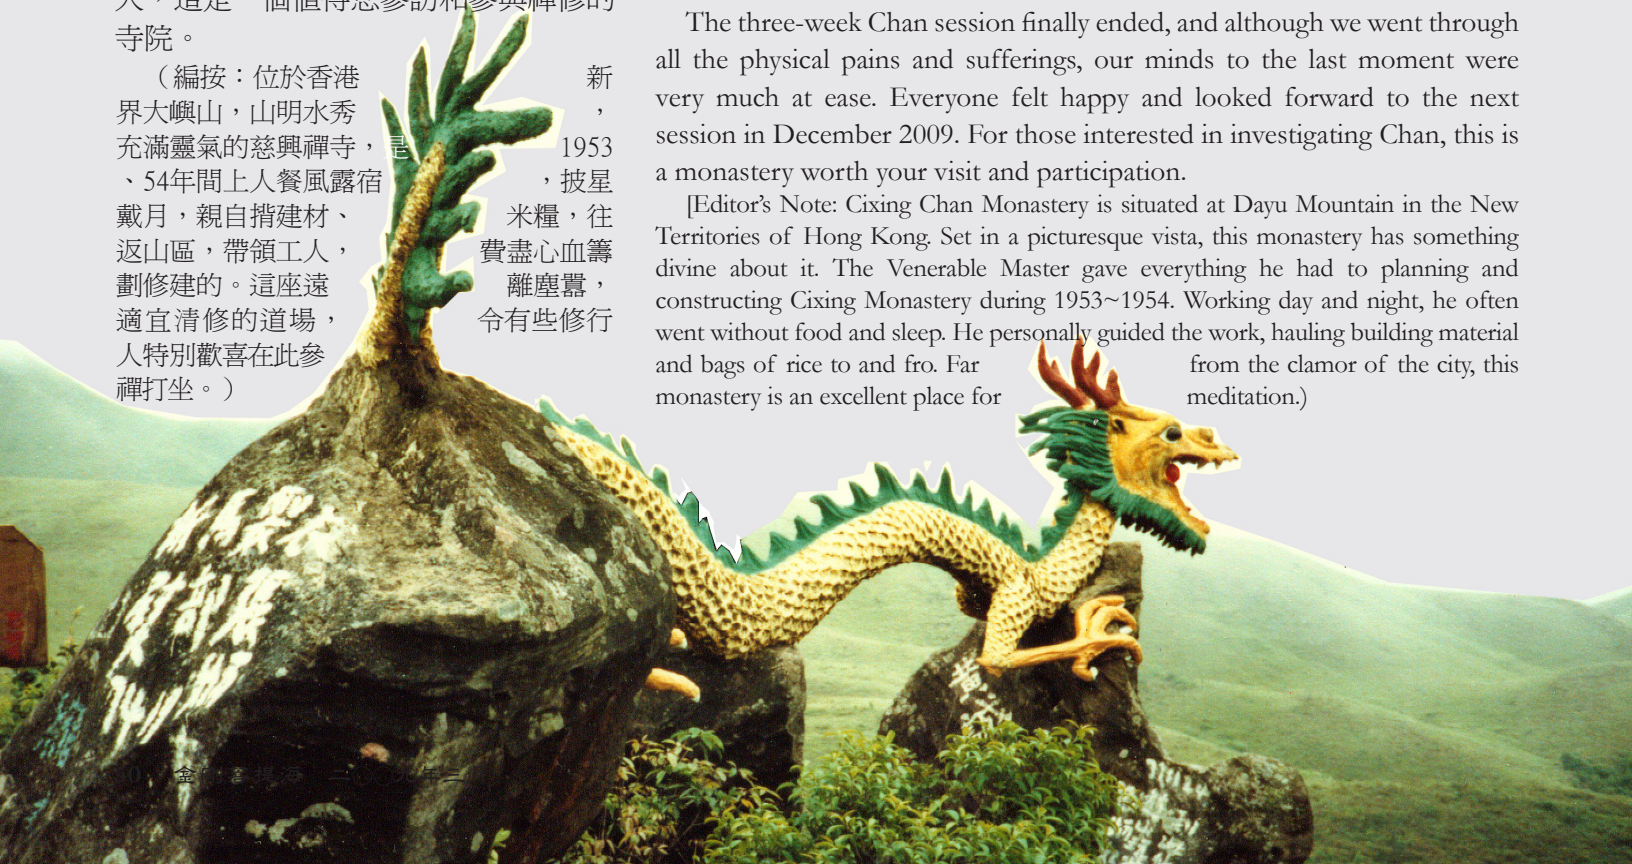 寺院。
（編按：位於香港新
界大嶼山，山明水秀，
充滿靈氣的慈興禪寺，是1953
、54年間上人餐風露宿，披星
戴月，親自揹建材、米糧，往
返山區，帶領工人，費盡心血籌
劃修建的。這座遠離塵囂，
適宜清修的道場，令有些修行
人特別歡喜在此參
禪打坐。）
The three-week Chan session finally ended, and although we went through
all the physical pains and sufferings, our minds to the last moment were
very much at ease. Everyone felt happy and looked forward to the next
session in December 2009. For those interested in investigating Chan, this is
a monastery worth your visit and participation.
[Editor's Note: Cixing Chan Monastery is situated at Dayu Mountain in the New
Territories of Hong Kong. Set in a picturesque vista, this monastery has something
divine about it. The Venerable Master gave everything he had to planning and
constructing Cixing Monastery during 1953~1954. Working day and night, he often
went without food and sleep. He personally guided the work, hauling building material
and bags of rice to and fro. Far from the clamor of the city, this
monastery is an excellent place for meditation.)